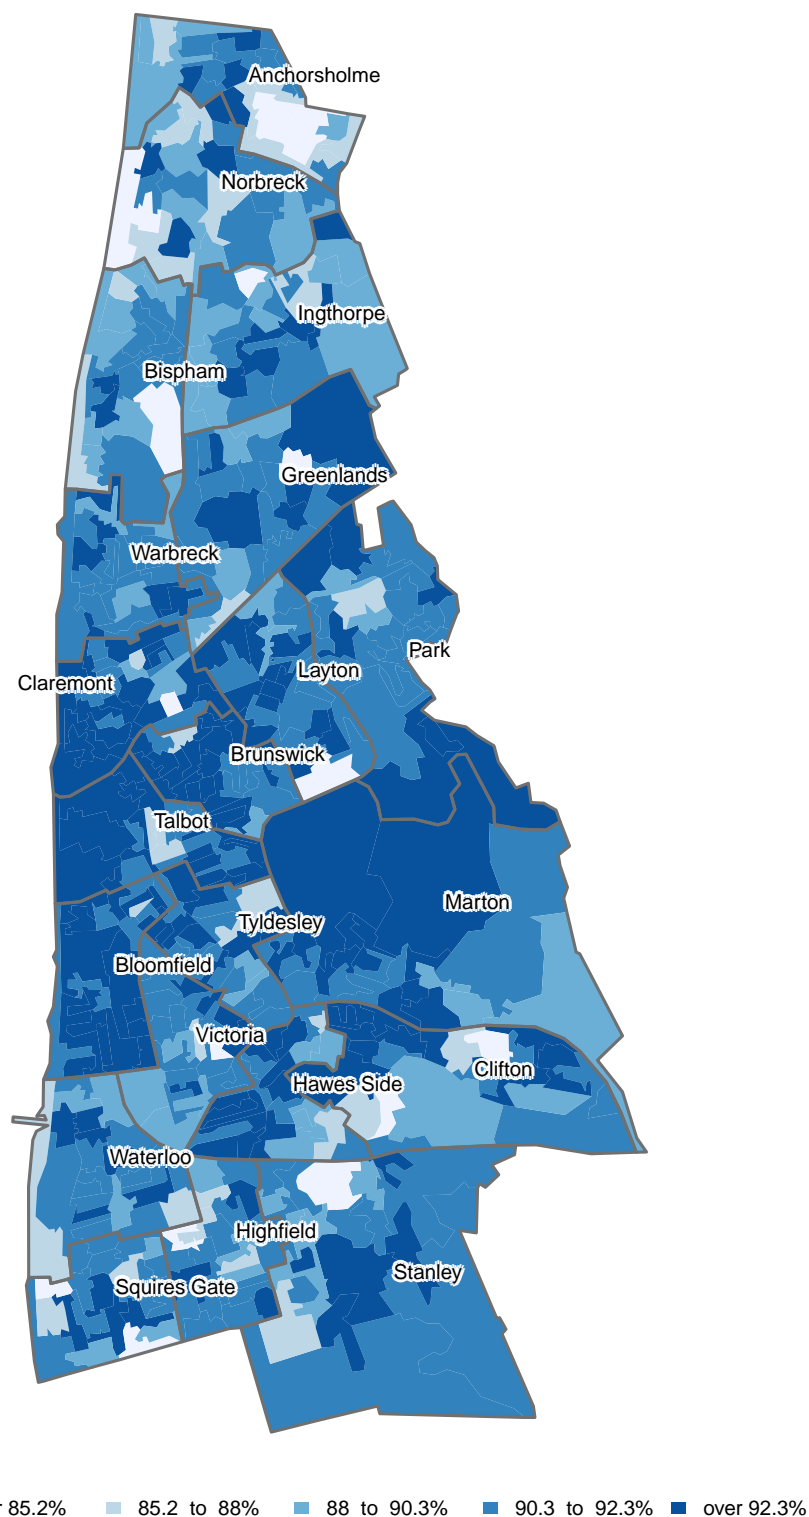 Anchorsholme
Norbreck
Ingthorpe
Bispham
Greenlands
Warbreck
Park
Layton
Claremont
Brunswick
Talbot
Marton
Tyldesley
Bloomfield
Victoria
Clifton
Hawes Side
Waterloo
Highfield
Stanley
Squires Gate
85.2% 85.2 to 88% 88 to 90.3% 90.3 to 92.3% over 92.3%